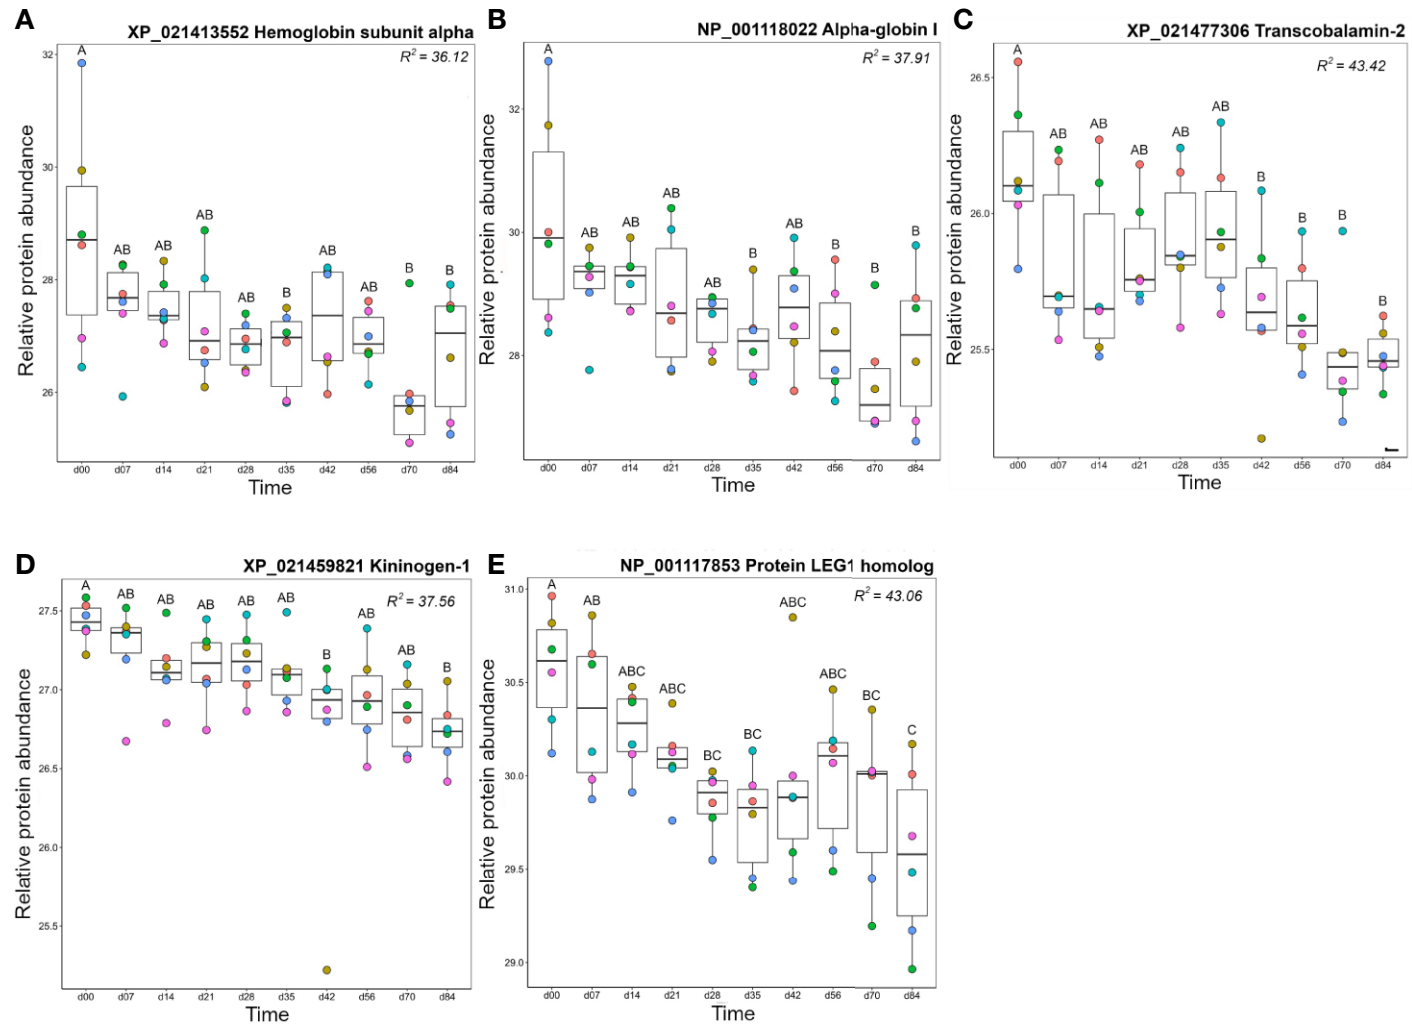 A
XP_021413552 Hemoglobin subunit alpha
R² = 36.12
Relative protein abundance
32
30
28
26
A
AB
AB
AB
AB
B
AB
AB
B
B
d00
d07
d14
d21
d28
d35
d42
d56
d70
d84
Time
B
NP_001118022 Alpha-globin I
R² = 37.91
Relative protein abundance
32
30
28
A
AB
AB
AB
AB
B
AB
B
B
B
d00
d07
d14
d21
d28
d35
d42
d56
d70
d84
Time
C
XP_021477306 Transcobalamin-2
R² = 43.42
Relative protein abundance
26.5
26.0
25.5
A
AB
AB
AB
AB
AB
B
B
B
B
d00
d07
d14
d21
d28
d35
d42
d56
d70
d84
Time
D
XP_021459821 Kininogen-1
R² = 37.56
Relative protein abundance
27.5
27.0
26.5
26.0
25.5
A
AB
AB
AB
AB
AB
B
AB
AB
B
d00
d07
d14
d21
d28
d35
d42
d56
d70
d84
Time
E
NP_001117853 Protein LEG1 homolog
R² = 43.06
Relative protein abundance
31.0
30.5
30.0
29.5
29.0
A
AB
ABC
ABC
BC
BC
ABC
ABC
BC
C
d00
d07
d14
d21
d28
d35
d42
d56
d70
d84
Time